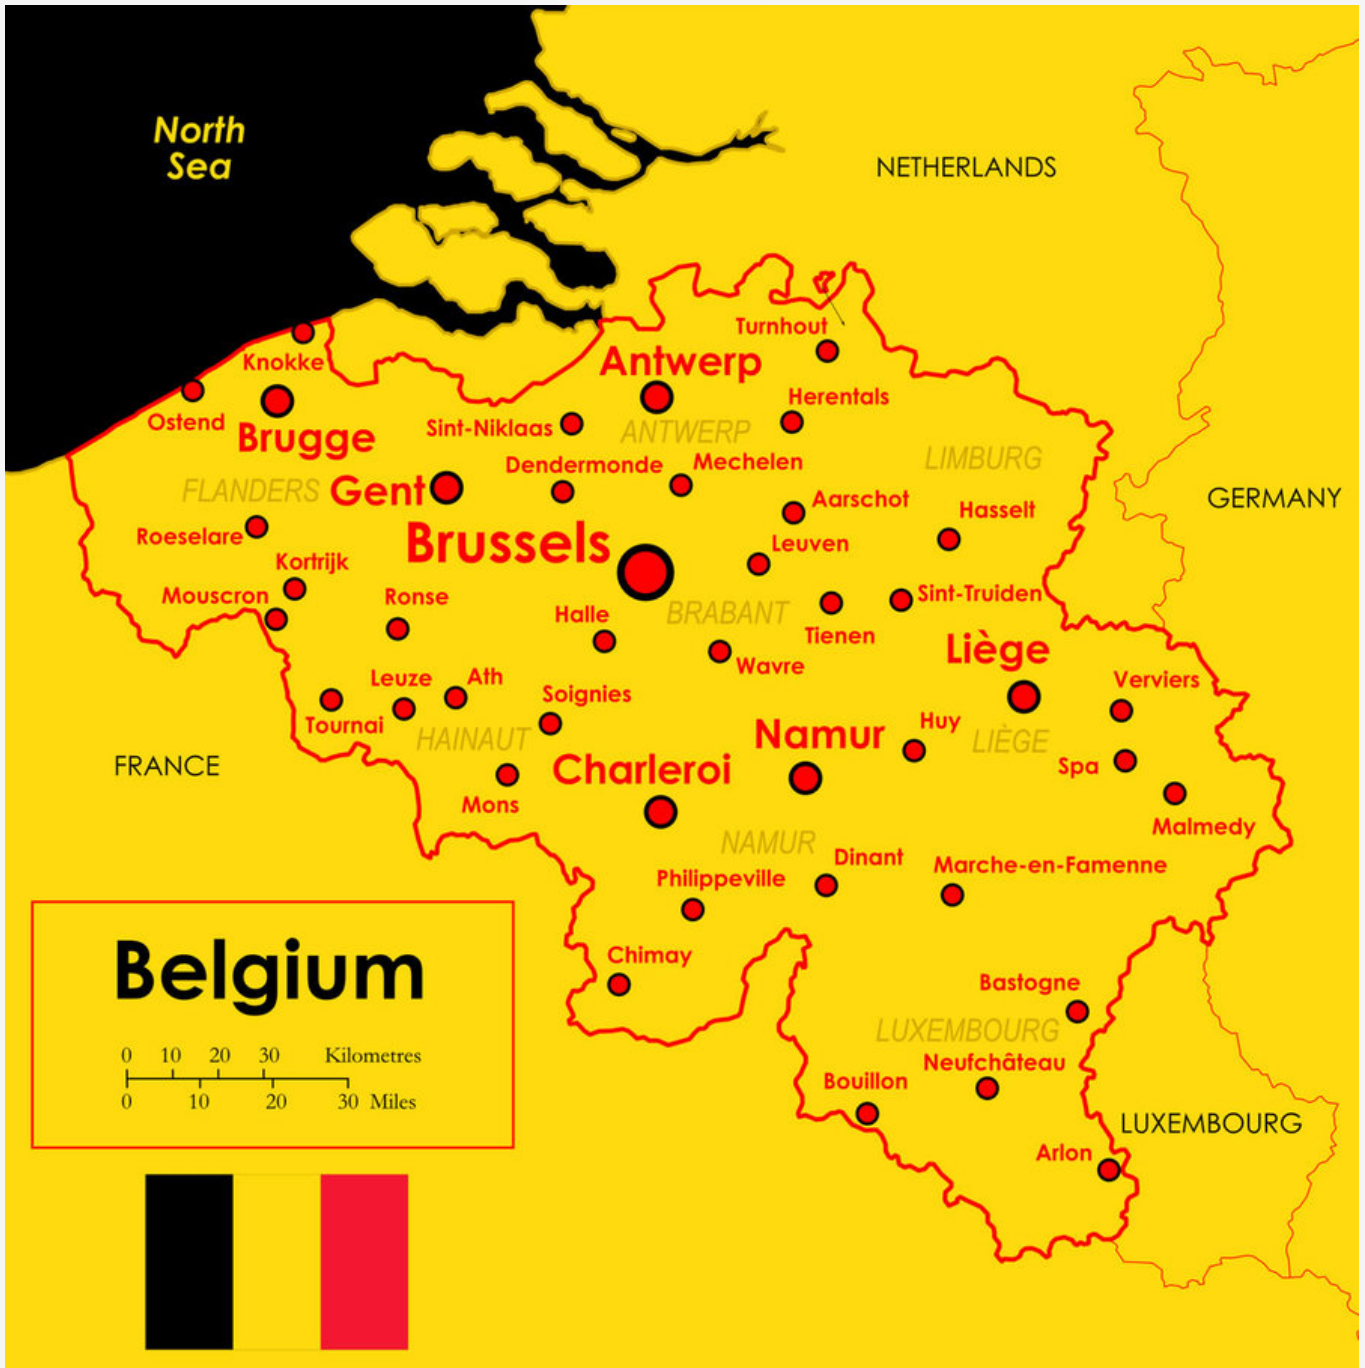 North
Sea
NETHERLANDS
Turnhout
Knokke
Antwerp
Herentals
Ostend
Brugge
Sint-Niklaas
ANTWERP
LIMBURG
Dendermonde
Mechelen
FLANDERS
Gent
Aarschot
GERMANY
Hasselt
Roeselare
Brussels
Leuven
Kortrijk
Mouscron
Ronse
Halle
BRABANT
Sint-Truiden
Tienen
Liège
Wavre
Leuze
Ath
Soignies
Verviers
Tournai
HAINAUT
Namur
Huy
LIÈGE
FRANCE
Charleroi
Spa
Mons
Malmedy
NAMUR
Dinant
Marche-en-Famenne
Philippeville
Chimay
Belgium
Bastogne
LUXEMBOURG
0 10 20 30 Kilometres
Neufchâteau
Bouillon
0 10 20 30 Miles
LUXEMBOURG
Arlon